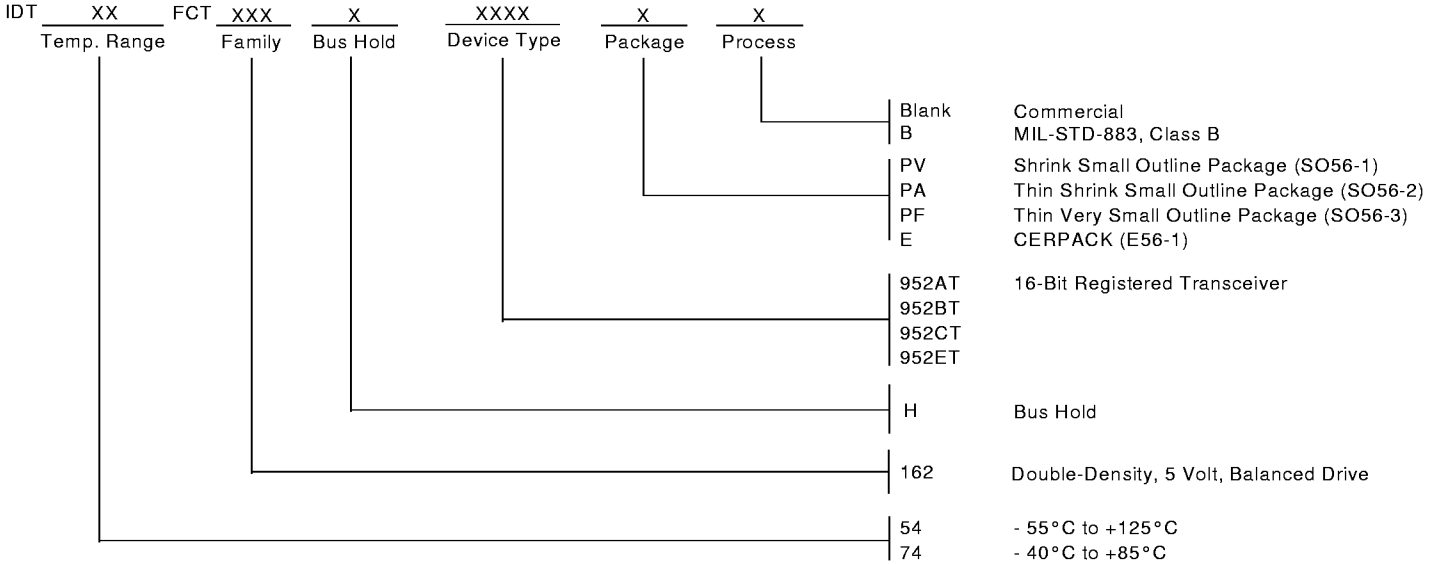 IDT XX FCT XXX X XXXX X X
Temp. Range Family Bus Hold Device Type Package Process
Blank Commercial
B MIL-STD-883, Class B
PV Shrink Small Outline Package (SO56-1)
PA Thin Shrink Small Outline Package (SO56-2)
PF Thin Very Small Outline Package (SO56-3)
E CERPACK (E56-1)
952AT 16-Bit Registered Transceiver
952BT
952CT
952ET
H Bus Hold
162 Double-Density, 5 Volt, Balanced Drive
54 - 55°C to +125°C
74 - 40°C to +85°C